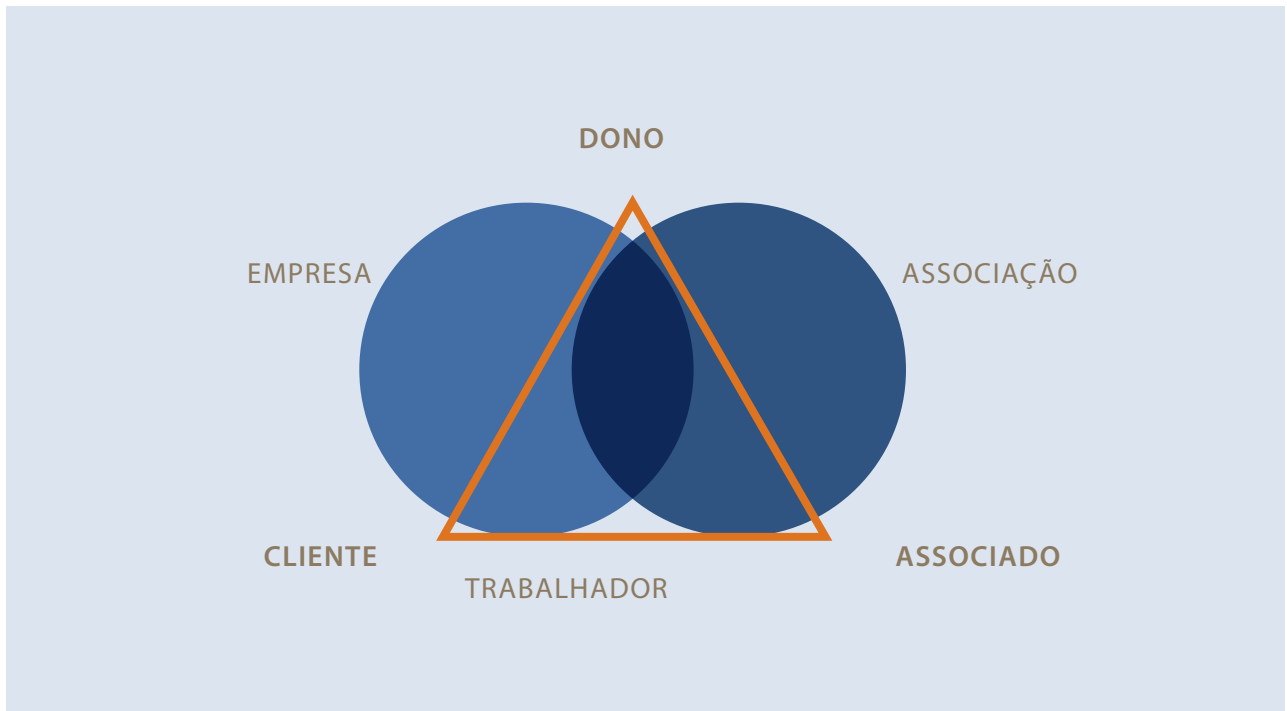 DONO
EMPRESA
ASSOCIAÇÃO
CLIENTE
ASSOCIADO
TRABALHADOR